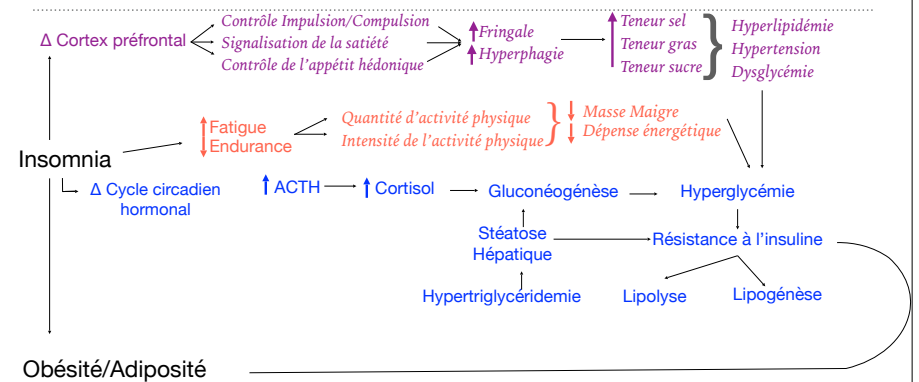 Δ Cortex préfrontal
Contrôle Impulsion/Compulsion
Signalisation de la satiété
Contrôle de l'appétit hédonique
Fringale
Hyperphagie
Teneur sel
Teneur gras
Teneur sucre
Hyperlipidémie
Hypertension
Dysglycémie
Fatigue
Endurance
Quantité d'activité physique
Intensité de l'activité physique
Masse Maigre
Dépense énergétique
Insomnia
Δ Cycle circadien
hormonal
ACTH
Cortisol
Gluconéogénèse
Hyperglycémie
Stéatose
Hépatique
Résistance à l'insuline
Hypertriglycéridemie
Lipolyse
Lipogénèse
Obésité/Adiposité